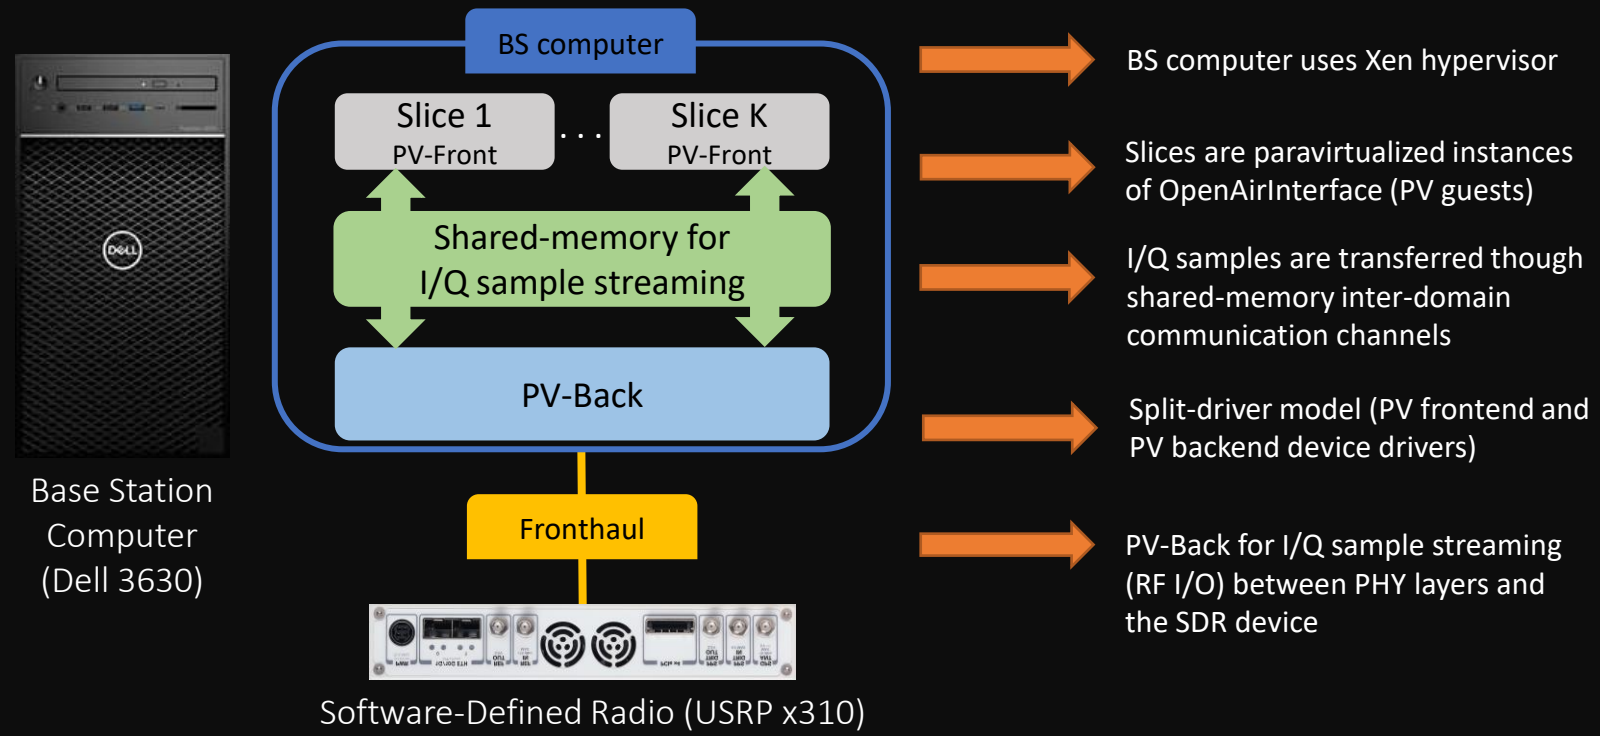 BS computer
Slice 1
PV-Front
. . .
Slice K
PV-Front
Shared-memory for
I/Q sample streaming
PV-Back
Fronthaul
DELL
Base Station
Computer
(Dell 3630)
Software-Defined Radio (USRP x310)
BS computer uses Xen hypervisor
Slices are paravirtualized instances
of OpenAirInterface (PV guests)
I/Q samples are transferred though
shared-memory inter-domain
communication channels
Split-driver model (PV frontend and
PV backend device drivers)
PV-Back for I/Q sample streaming
(RF I/O) between PHY layers and
the SDR device